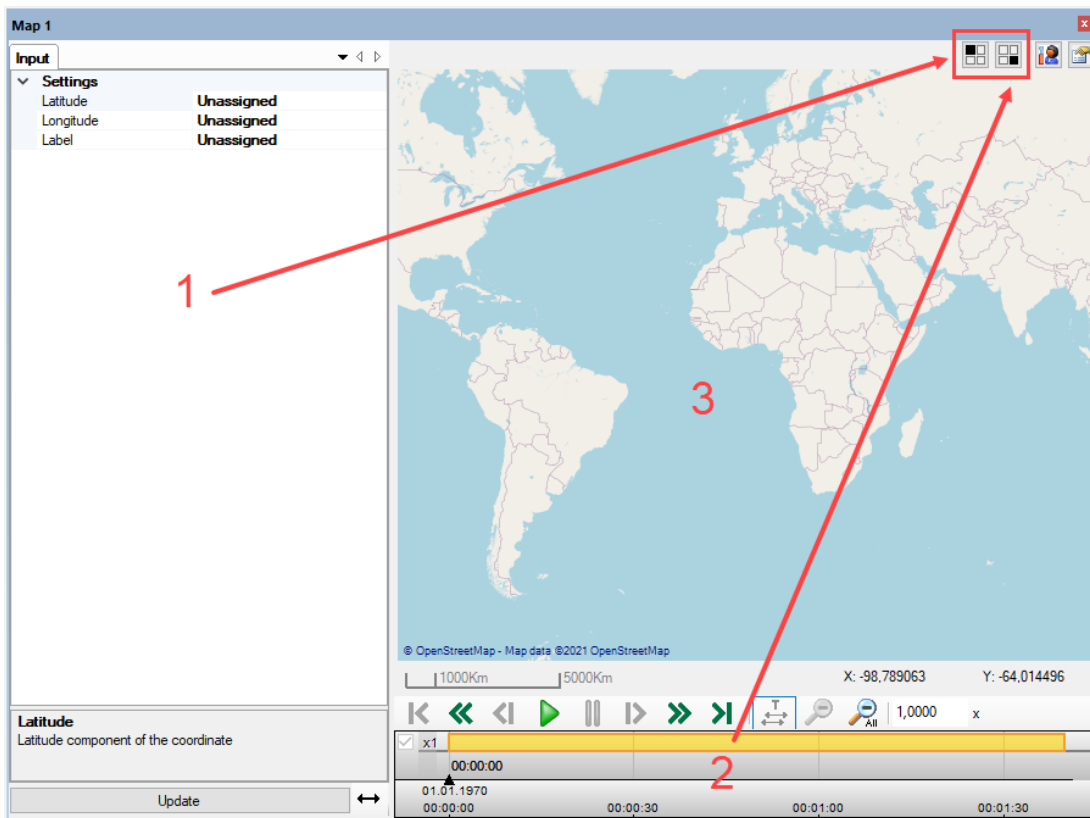 Map 1
Input
Settings
Latitude Unassigned
Longitude Unassigned
Label Unassigned
1
3
© OpenStreetMap - Map data ©2021 OpenStreetMap
1000Km 5000Km X: -98,789063 Y: -64,014496
T All 1,0000 x
Latitude
Latitude component of the coordinate
x1
00:00:00
2
Update
01.01.1970
00:00:00 00:00:30 00:01:00 00:01:30